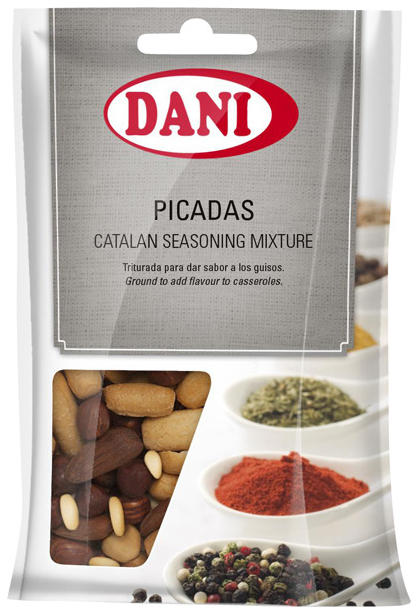 DANI
PICADAS
CATALAN SEASONING MIXTURE
Triturada para dar sabor a los guisos.
Ground to add flavour to casseroles.